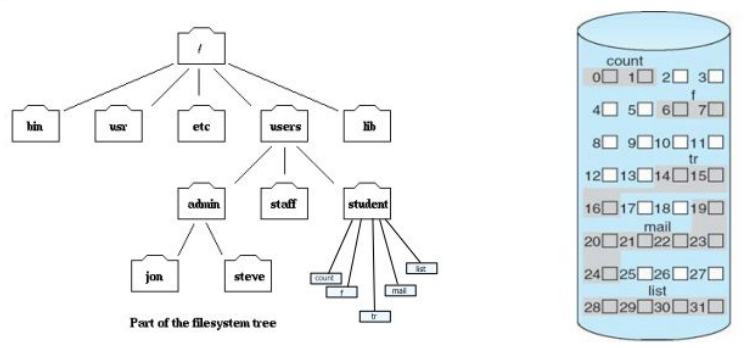 /
bin usr etc users lib
admin staff student
jon steve
count f tr mail list
Part of the filesystem tree
count
0 1 2 3
f
4 5 6 7
8 9 10 11
tr
12 13 14 15
16 17 18 19
mail
20 21 22 23
24 25 26 27
list
28 29 30 31